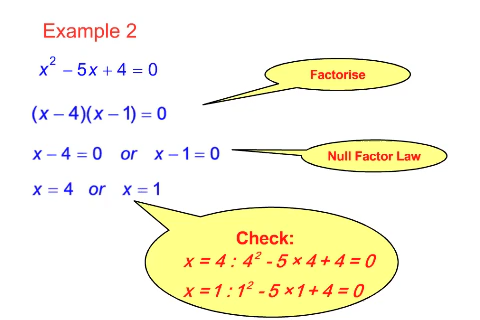 Example 2
x² − 5x + 4 = 0
Factorise
(x − 4)(x − 1) = 0
x − 4 = 0 or x − 1 = 0
Null Factor Law
x = 4 or x = 1
Check:
x = 4 : 4² - 5 × 4 + 4 = 0
x = 1 : 1² - 5 × 1 + 4 = 0